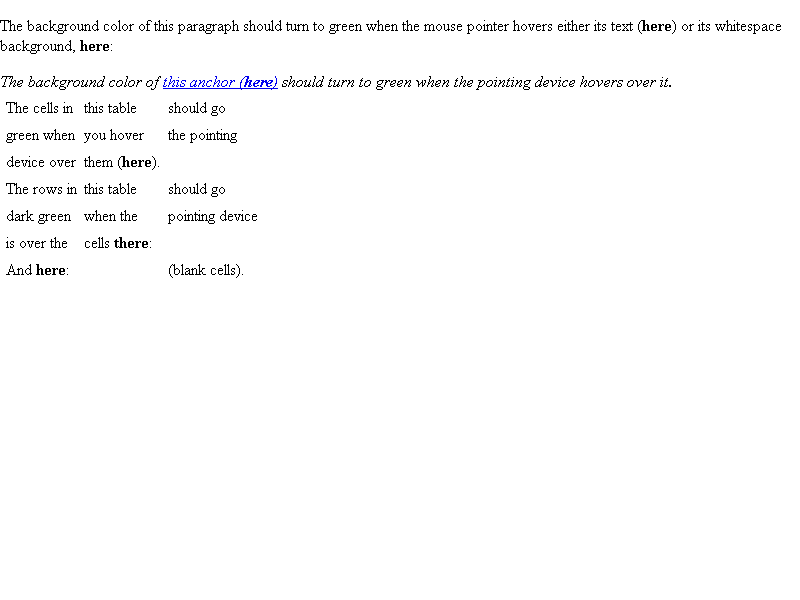 The background color of this paragraph should turn to green when the mouse pointer hovers either its text (here) or its whitespace
background, here:
The background color of this anchor (here) should turn to green when the pointing device hovers over it.
The cells in this table should go
green when you hover the pointing
device over them (here).
The rows in this table should go
dark green when the pointing device
is over the cells there:
And here: (blank cells).